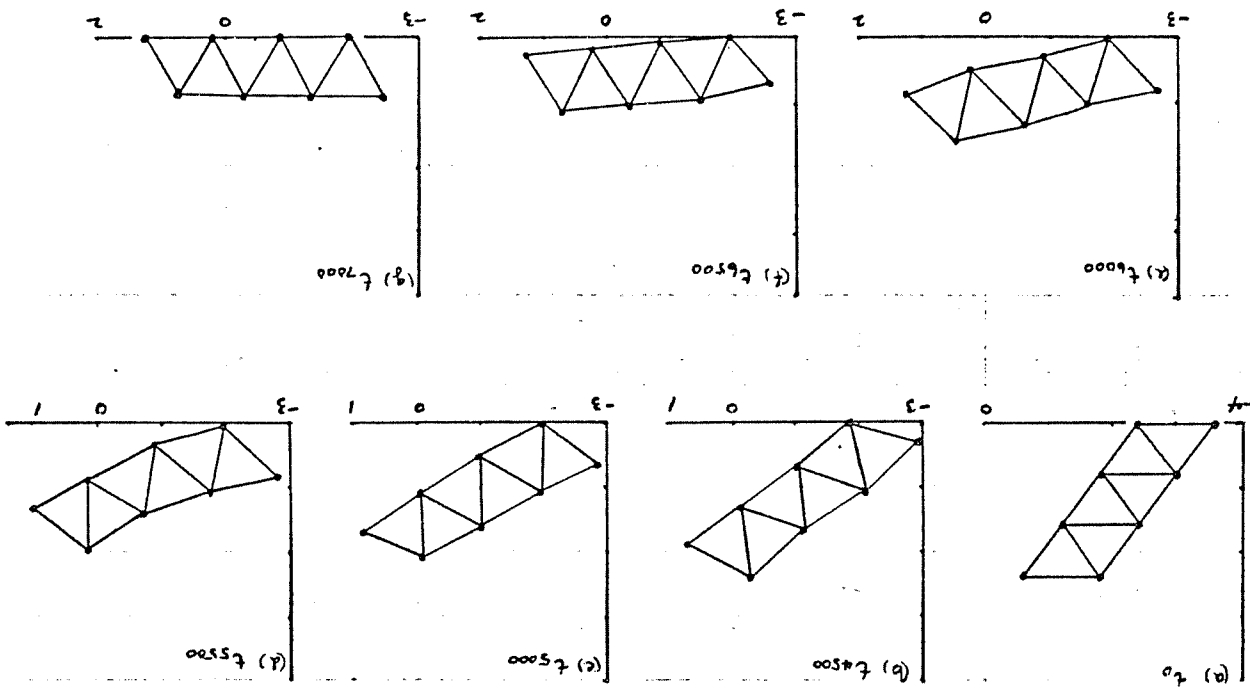 (a) t₀ (b) t₄₅₀₀ (c) t₅₀₀₀ (d) t₅₅₀₀
-4 0 -3 0 1 -3 0 1 -3 0 1
(e) t₆₀₀₀ (f) t₆₅₀₀ (g) t₇₀₀₀
-3 0 2 -3 0 2 -3 0 2